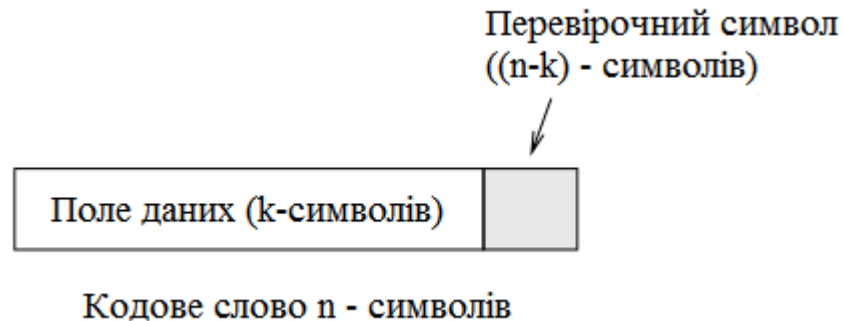 Перевірочний символ
((n-k) - символів)
Поле даних (k-символів)
Кодове слово n - символів